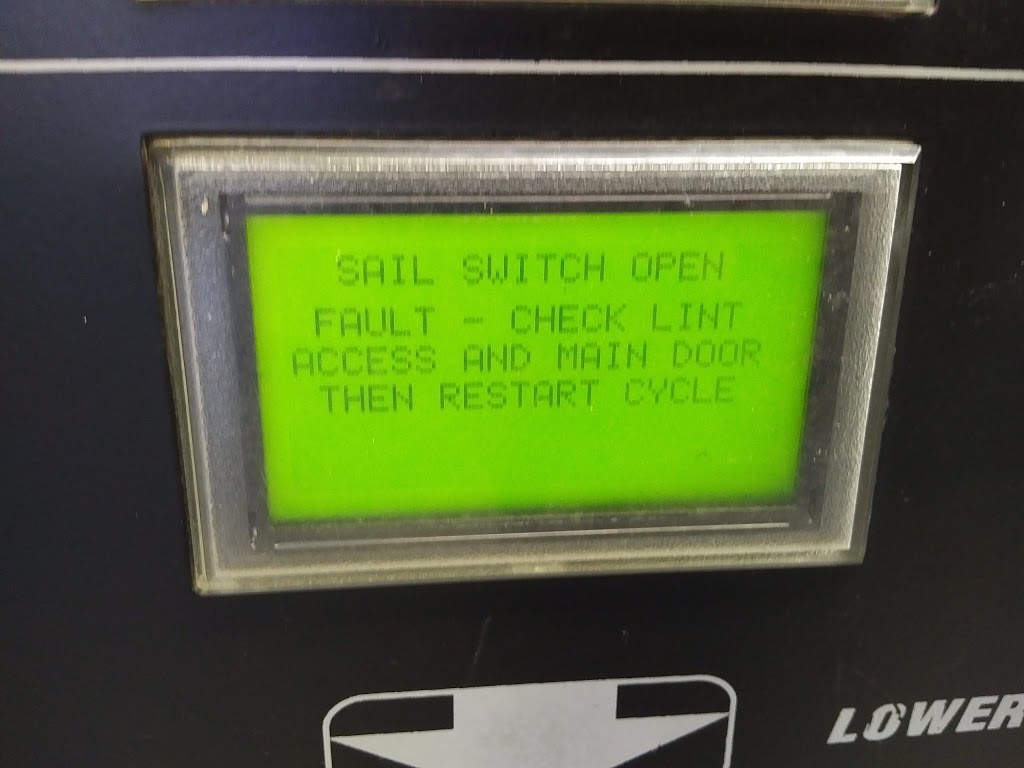 SAIL SWITCH OPEN
FAULT - CHECK LINT
ACCESS AND MAIN DOOR
THEN RESTART CYCLE
LOWER